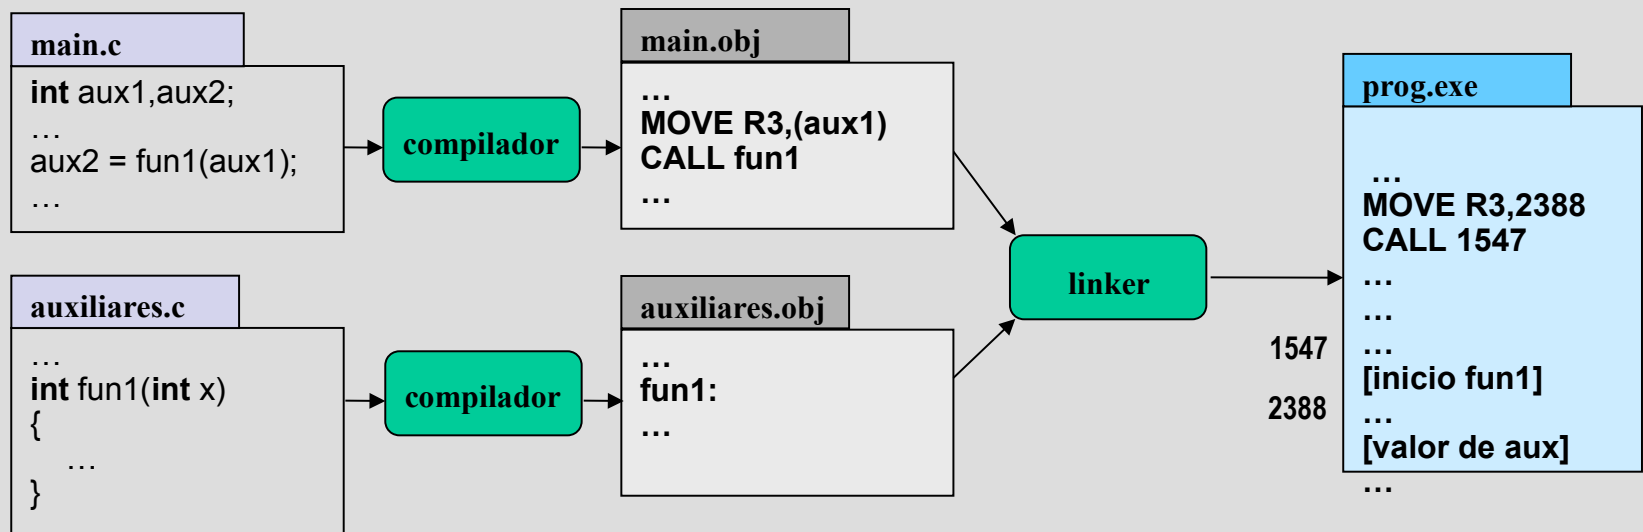 main.c
int aux1,aux2;
…
aux2 = fun1(aux1);
…
compilador
main.obj
…
MOVE R3,(aux1)
CALL fun1
…
auxiliares.c
…
int fun1(int x)
{
…
}
compilador
auxiliares.obj
…
fun1:
…
linker
prog.exe
…
MOVE R3,2388
CALL 1547
…
…
1547 …
[inicio fun1]
2388 …
[valor de aux]
…